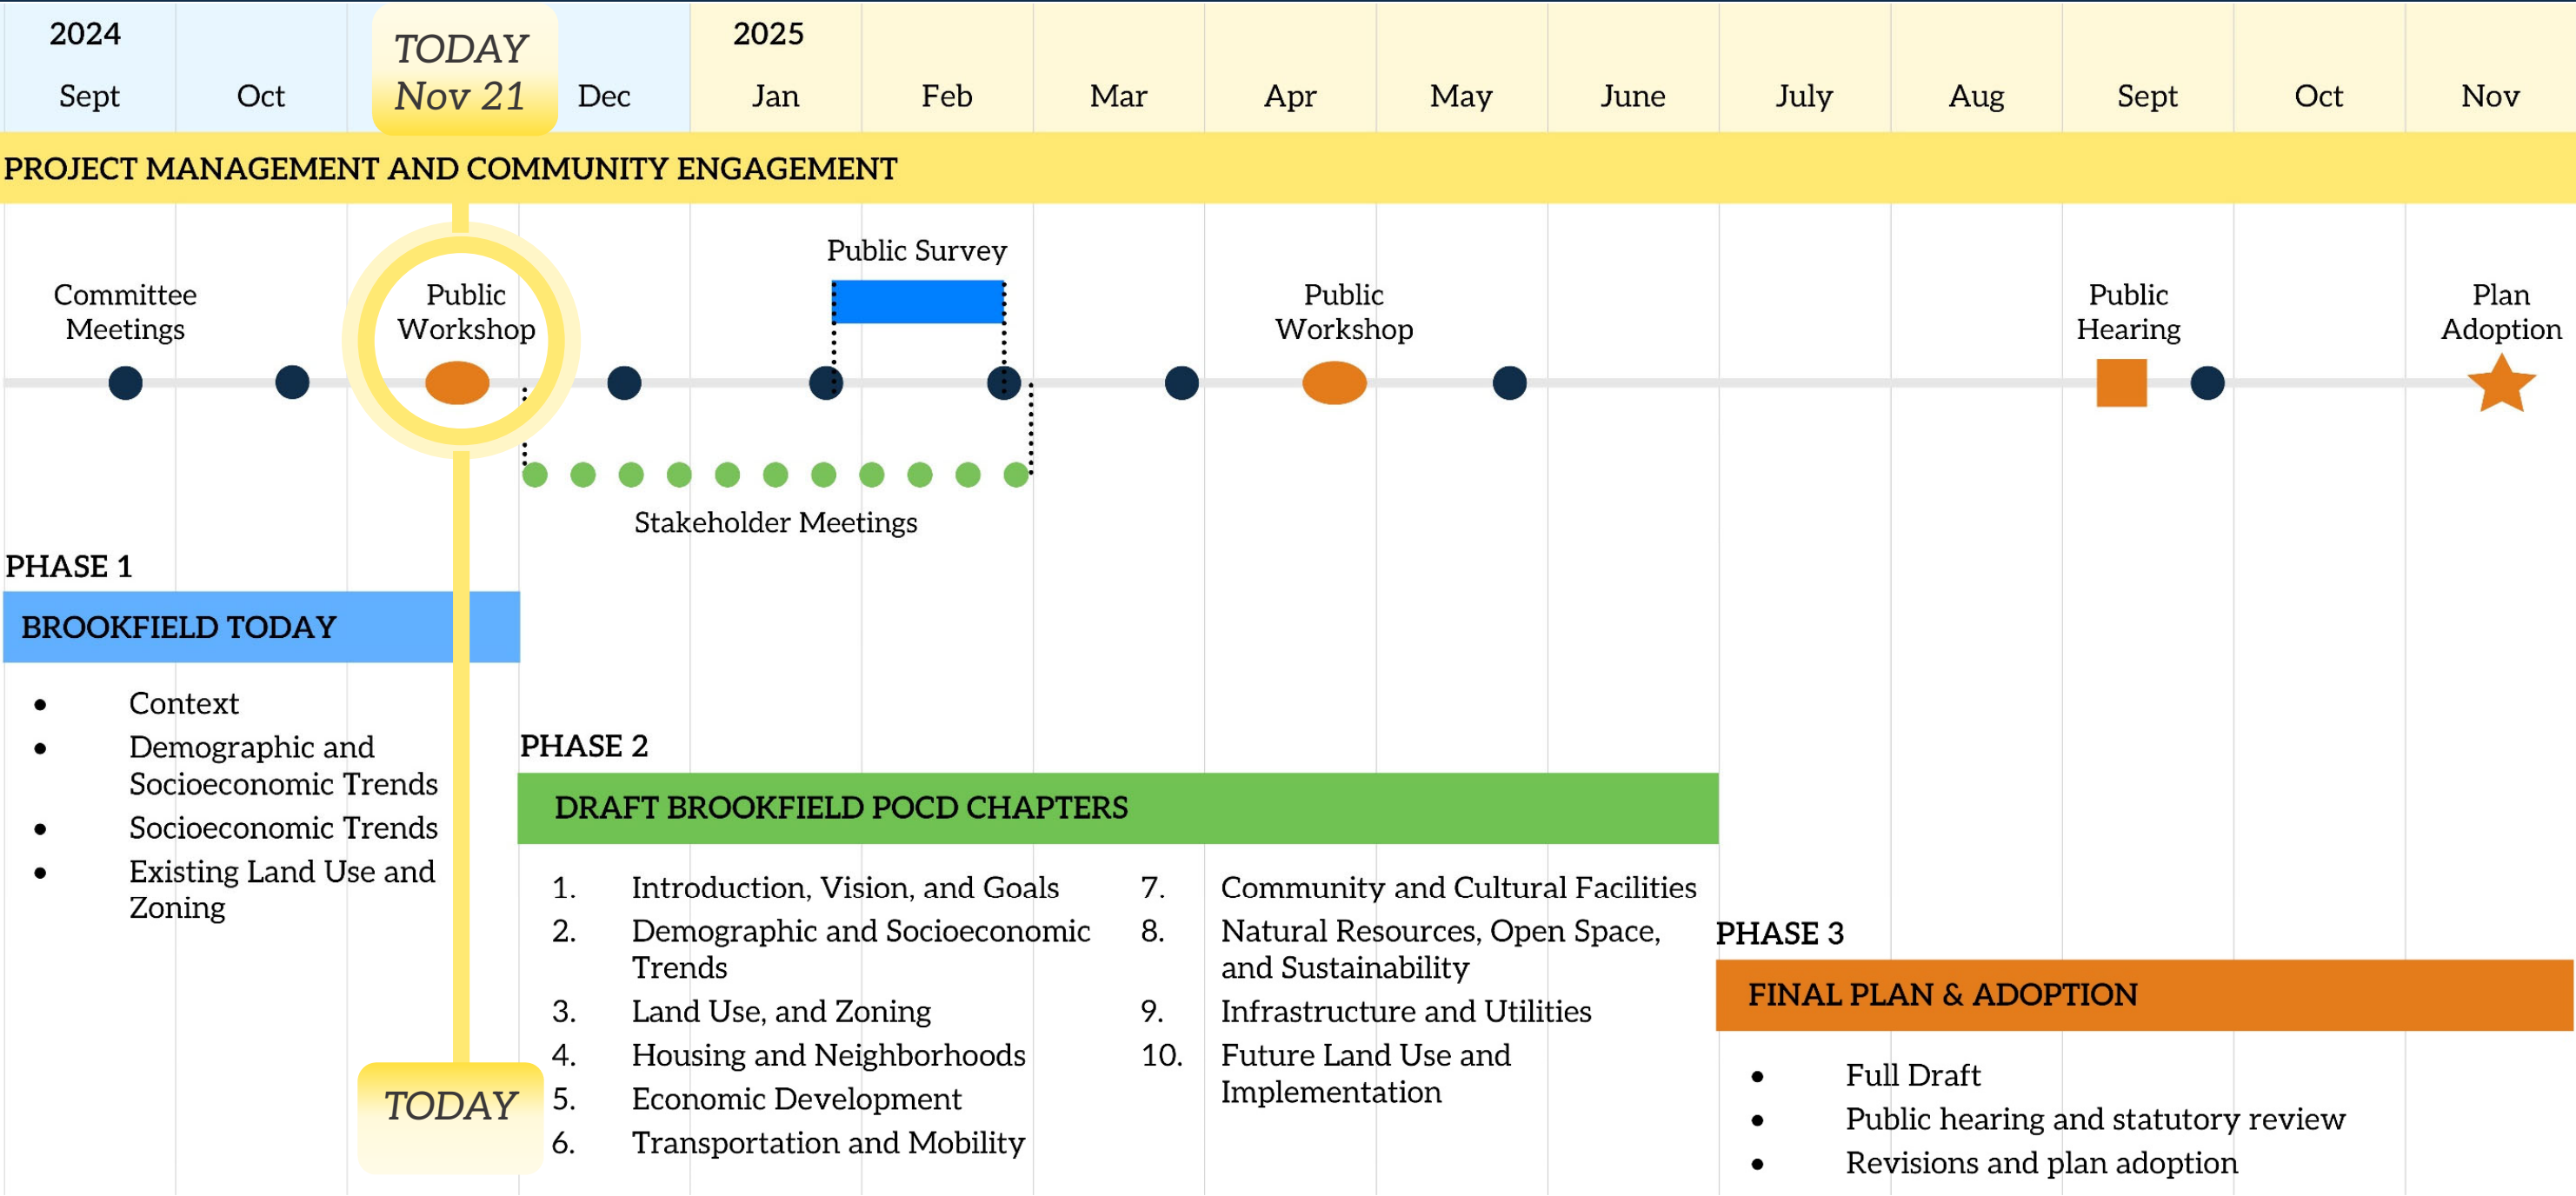 2024
2025
TODAY
Nov 21
Sept
Oct
Dec
Jan
Feb
Mar
Apr
May
June
July
Aug
Sept
Oct
Nov
PROJECT MANAGEMENT AND COMMUNITY ENGAGEMENT
Public Survey
Committee
Meetings
Public
Workshop
Public
Workshop
Public
Hearing
Plan
Adoption
Stakeholder Meetings
PHASE 1
BROOKFIELD TODAY
• Context
• Demographic and
Socioeconomic Trends
• Socioeconomic Trends
• Existing Land Use and
Zoning
PHASE 2
DRAFT BROOKFIELD POCD CHAPTERS
1. Introduction, Vision, and Goals
2. Demographic and Socioeconomic
Trends
3. Land Use, and Zoning
4. Housing and Neighborhoods
5. Economic Development
6. Transportation and Mobility
7. Community and Cultural Facilities
8. Natural Resources, Open Space,
and Sustainability
9. Infrastructure and Utilities
10. Future Land Use and
Implementation
PHASE 3
FINAL PLAN & ADOPTION
• Full Draft
• Public hearing and statutory review
• Revisions and plan adoption
TODAY